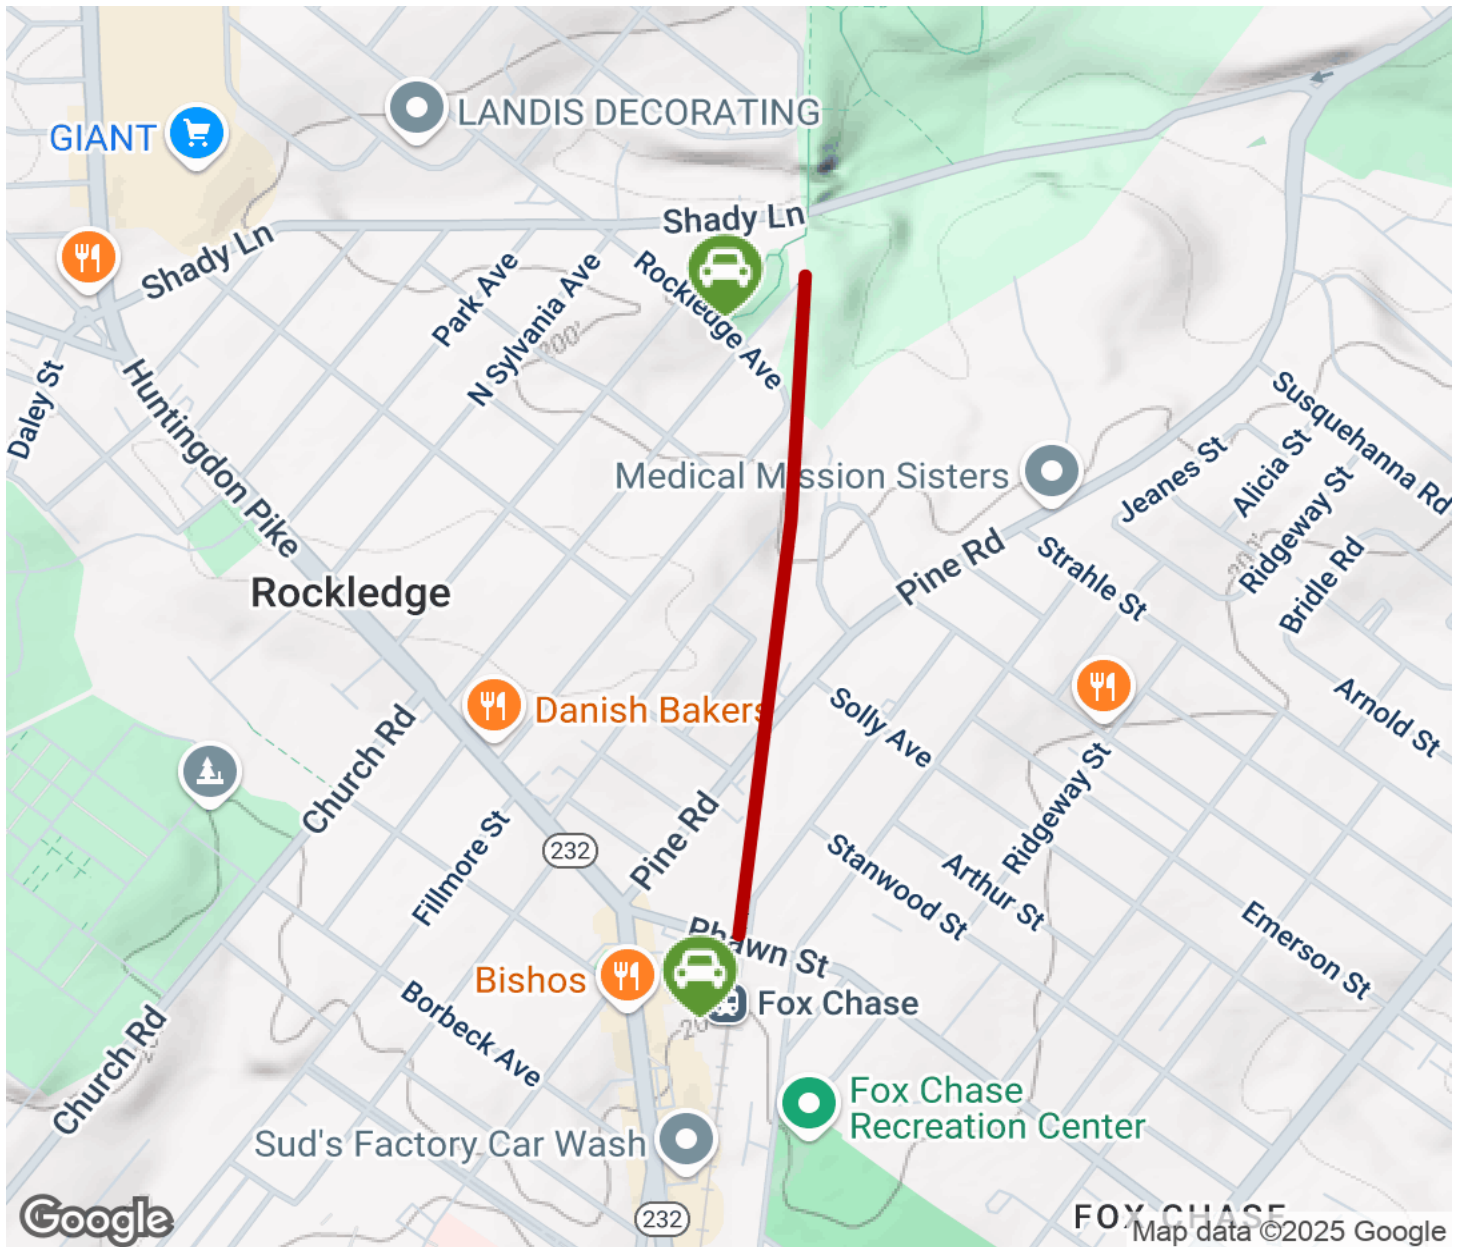 LANDIS DECORATING
GIANT
Shady Ln
Shady Ln
Park Ave
N Sylvania Ave
Rockledge Ave
200'
Daley St
Huntingdon Pike
Susquehanna Rd
Jeanes St
Alicia St
Ridgeway St
Medical Mission Sisters
Pine Rd
Strahle St
200'
Bridle Rd
Rockledge
Danish Bakers
Solly Ave
Arnold St
Church Rd
Ridgeway St
Pine Rd
232
Fillmore St
Stanwood St
Arthur St
Emerson St
Rhawn St
Bishos
Fox Chase
Borbeck Ave
Church Rd
Fox Chase
Recreation Center
Sud's Factory Car Wash
232
FOX CHASE
Google
Map data ©2025 Google